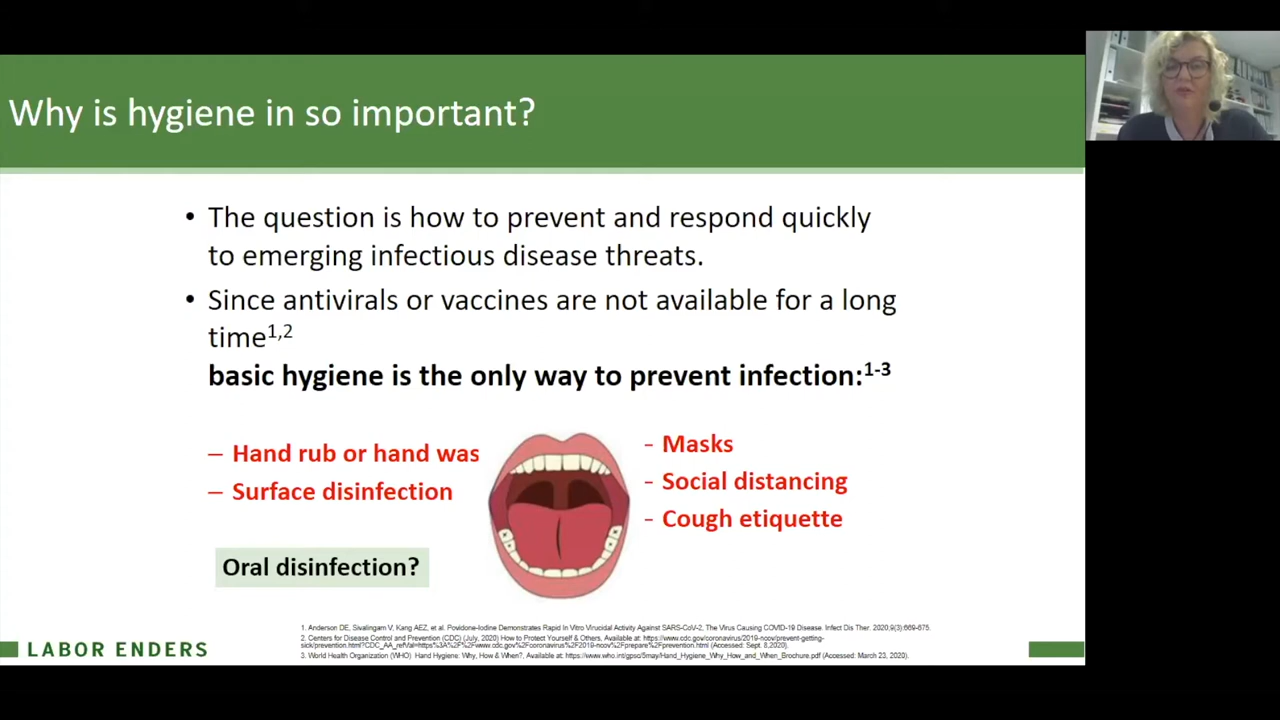 Why is hygiene in so important?
• The question is how to prevent and respond quickly
to emerging infectious disease threats.
• Since antivirals or vaccines are not available for a long
time1,2
basic hygiene is the only way to prevent infection:1-3
– Hand rub or hand was
– Surface disinfection
- Masks
- Social distancing
- Cough etiquette
Oral disinfection?
1. Anderson DE, Sivalingam V, Kang AEZ, et al. Povidone-Iodine Demonstrates Rapid In Vitro Virucidal Activity Against SARS-CoV-2, The Virus Causing COVID-19 Disease. Infect Dis Ther. 2020;9(3):669-675.
2. Centers for Disease Control and Prevention (CDC) (July, 2020) How to Protect Yourself & Others, Available at: https://www.cdc.gov/coronavirus/2019-ncov/prevent-getting-
sick/prevention.html?CDC_AA_refVal=https%3A%2F%2Fwww.cdc.gov%2Fcoronavirus%2F2019-ncov%2Fprepare%2Fprevention.html (Accessed: Sept. 8,2020).
3. World Health Organization (WHO). Hand Hygiene: Why, How & When?, Available at: https://www.who.int/gpsc/5may/Hand_Hygiene_Why_How_and_When_Brochure.pdf (Accessed: March 23, 2020).
LABOR ENDERS